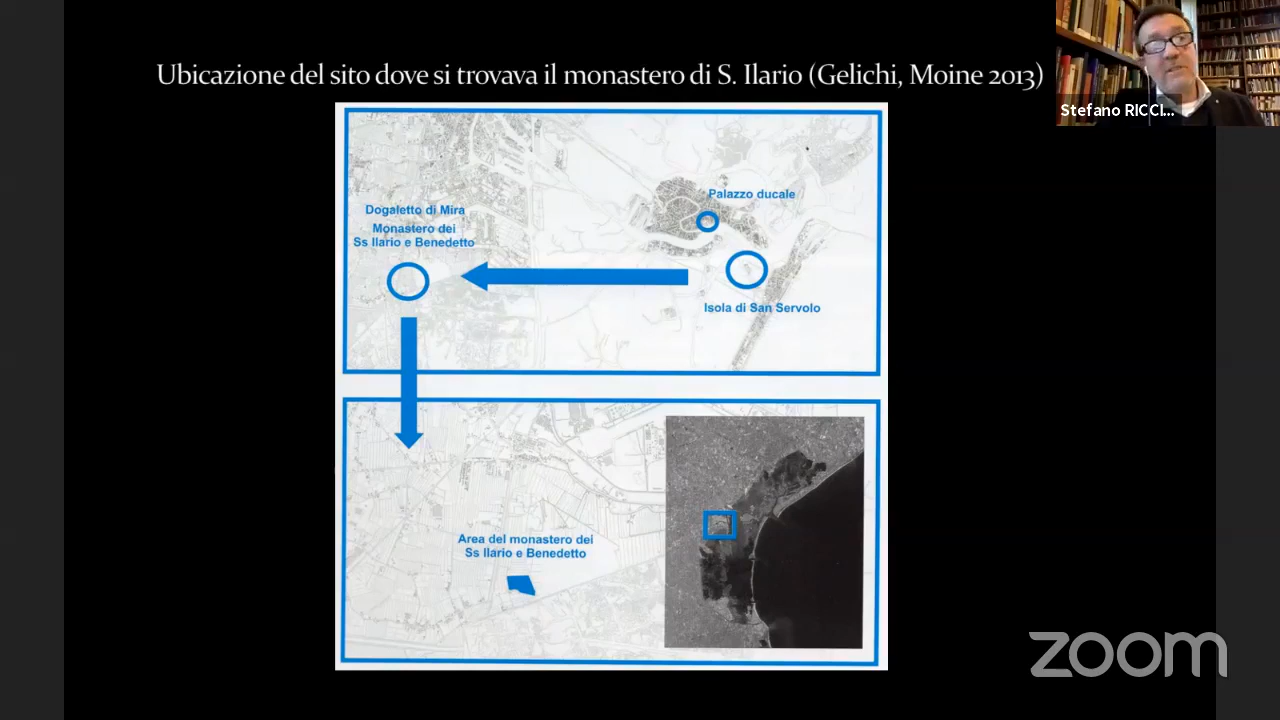 Ubicazione del sito dove si trovava il monastero di S. Ilario (Gelichi, Moine 2013)
Stefano RICCI...
Palazzo ducale
Dogaletto di Mira
Monastero dei
Ss Ilario e Benedetto
Isola di San Servolo
Area del monastero dei
Ss Ilario e Benedetto
zoom